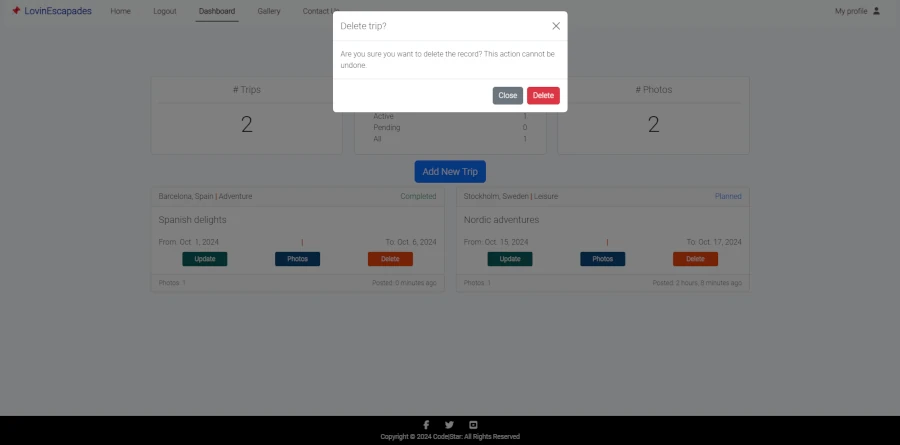 LovinEscapades Home Logout Dashboard Gallery Contact Us My profile
Delete trip?
Are you sure you want to delete the record? This action cannot be
undone.
Close Delete
# Trips
2
Active 1
Pending 0
All 1
# Photos
2
Add New Trip
Barcelona, Spain | Adventure Completed
Spanish delights
From: Oct. 1, 2024 | To: Oct. 6, 2024
Update Photos Delete
Photos: 1 Posted: 0 minutes ago
Stockholm, Sweden | Leisure Planned
Nordic adventures
From: Oct. 15, 2024 | To: Oct. 17, 2024
Update Photos Delete
Photos: 1 Posted: 2 hours, 8 minutes ago
Copyright © 2024 Code|Star. All Rights Reserved